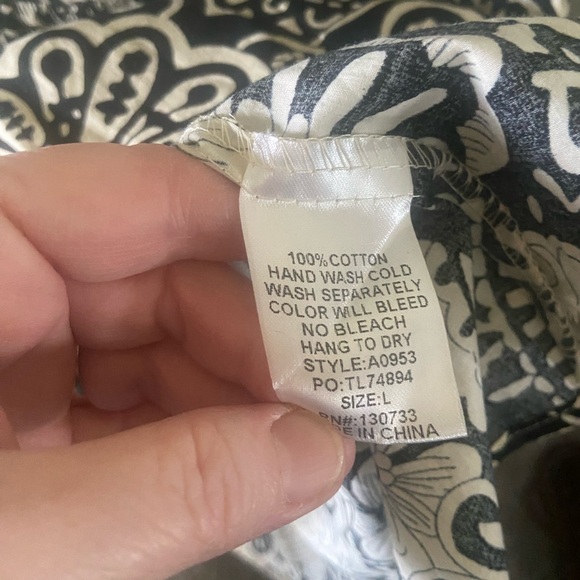 100% COTTON
HAND WASH COLD
WASH SEPARATELY
COLOR WILL BLEED
NO BLEACH
HANG TO DRY
STYLE:A0953
PO:TL74894
SIZE:L
RN#:130733
IN CHINA